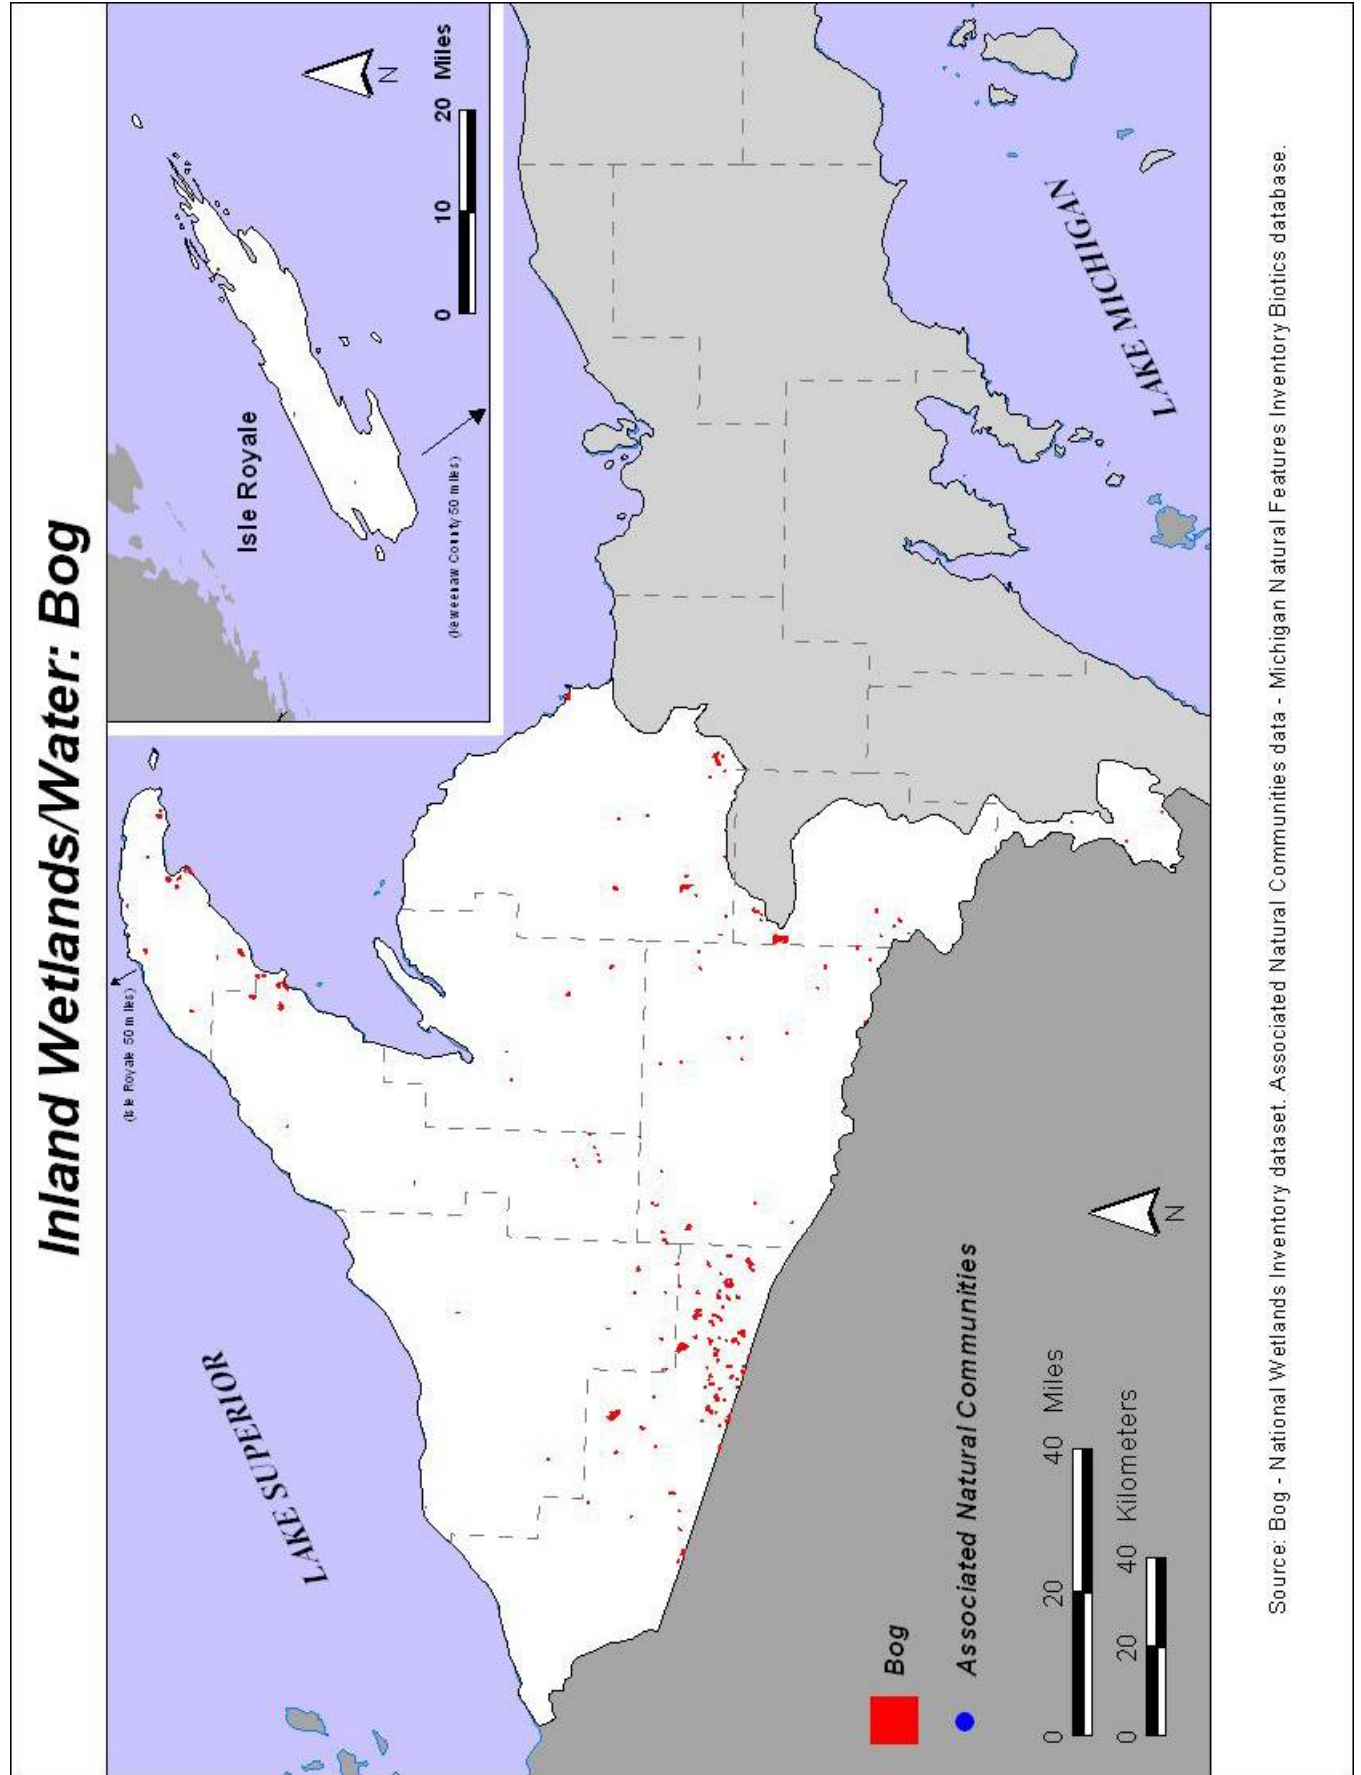 Inland Wetlands/Water: Bog
Isle Royale
(Keweenaw County 50 miles)
N
0 10 20 Miles
(Isle Royale 50 miles)
LAKE SUPERIOR
LAKE MICHIGAN
Bog
Associated Natural Communities
0 20 40 Miles
0 20 40 Kilometers
N
Source: Bog - National Wetlands Inventory dataset. Associated Natural Communities data - Michigan Natural Features Inventory Biotics database.